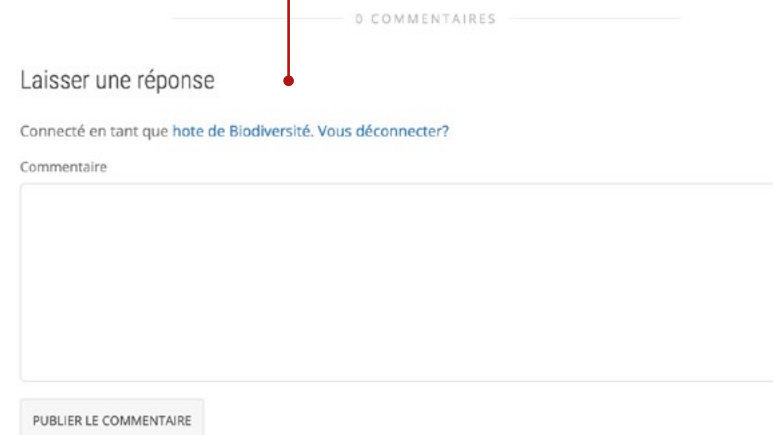 0 COMMENTAIRES
Laisser une réponse
Connecté en tant que hote de Biodiversité. Vous déconnecter?
Commentaire
PUBLIER LE COMMENTAIRE